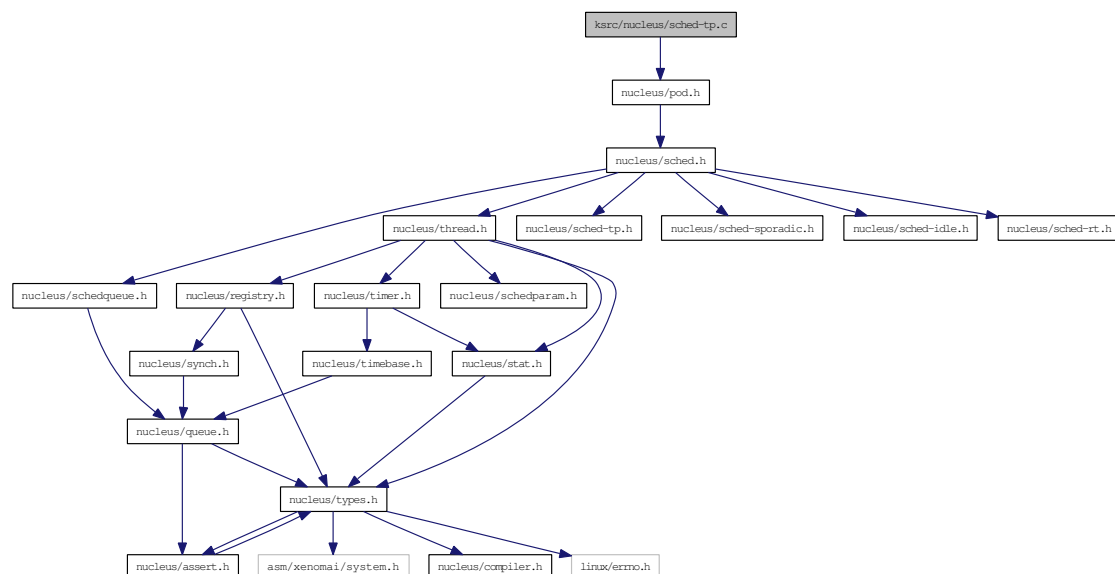 ksrc/nucleus/sched-tp.c
nucleus/pod.h
nucleus/sched.h
nucleus/thread.h
nucleus/sched-tp.h
nucleus/sched-sporadic.h
nucleus/sched-idle.h
nucleus/sched-rt.h
nucleus/schedqueue.h
nucleus/registry.h
nucleus/timer.h
nucleus/schedparam.h
nucleus/synch.h
nucleus/timebase.h
nucleus/stat.h
nucleus/queue.h
nucleus/types.h
nucleus/assert.h
asm/xenomai/system.h
nucleus/compiler.h
linux/errno.h